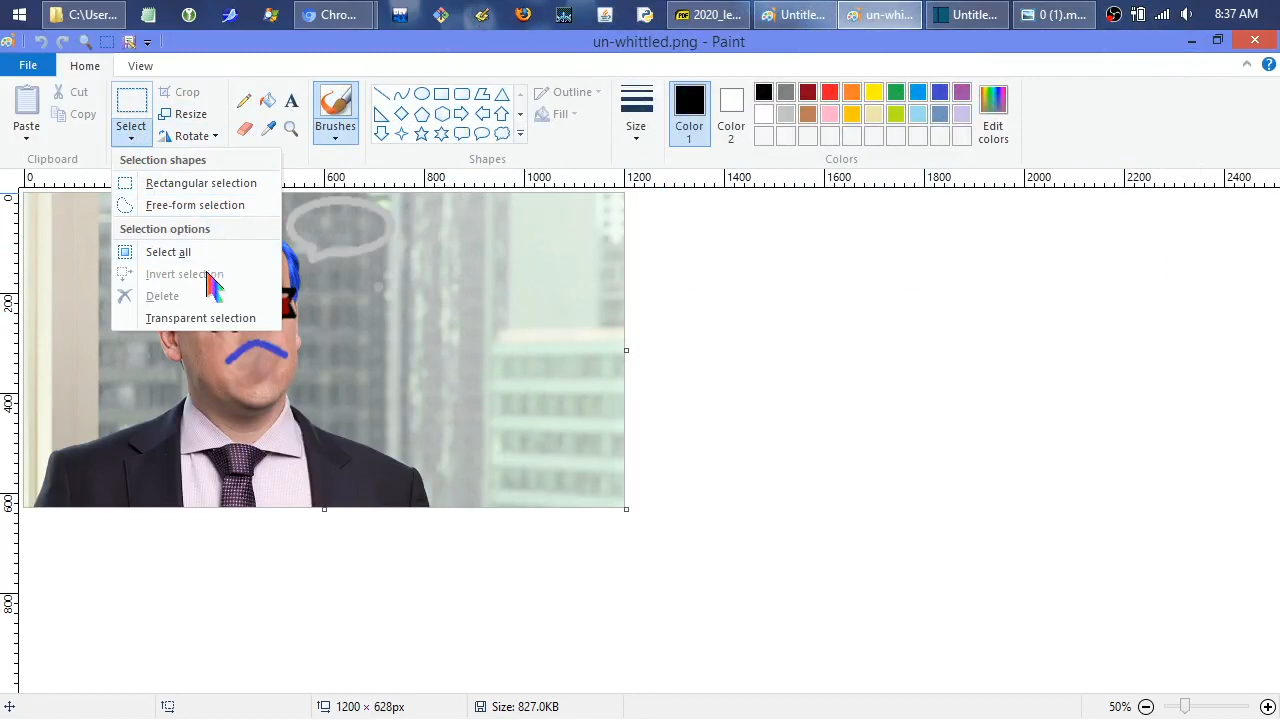 C:\User...
Chro...
2020_le...
Untitle...
un-whi...
Untitle...
0 (1).m...
8:37 AM
un-whittled.png - Paint
File
Home
View
Paste
Cut
Copy
Clipboard
Select
Crop
Resize
Rotate
Brushes
Outline
Fill
Shapes
Size
Color 1
Color 2
Edit colors
Colors
Selection shapes
Rectangular selection
Free-form selection
Selection options
Select all
Invert selection
Delete
Transparent selection
0
600
800
1000
1200
1400
1600
1800
2000
2200
2400
0
200
400
600
800
1200 × 628px
Size: 827.0KB
50%